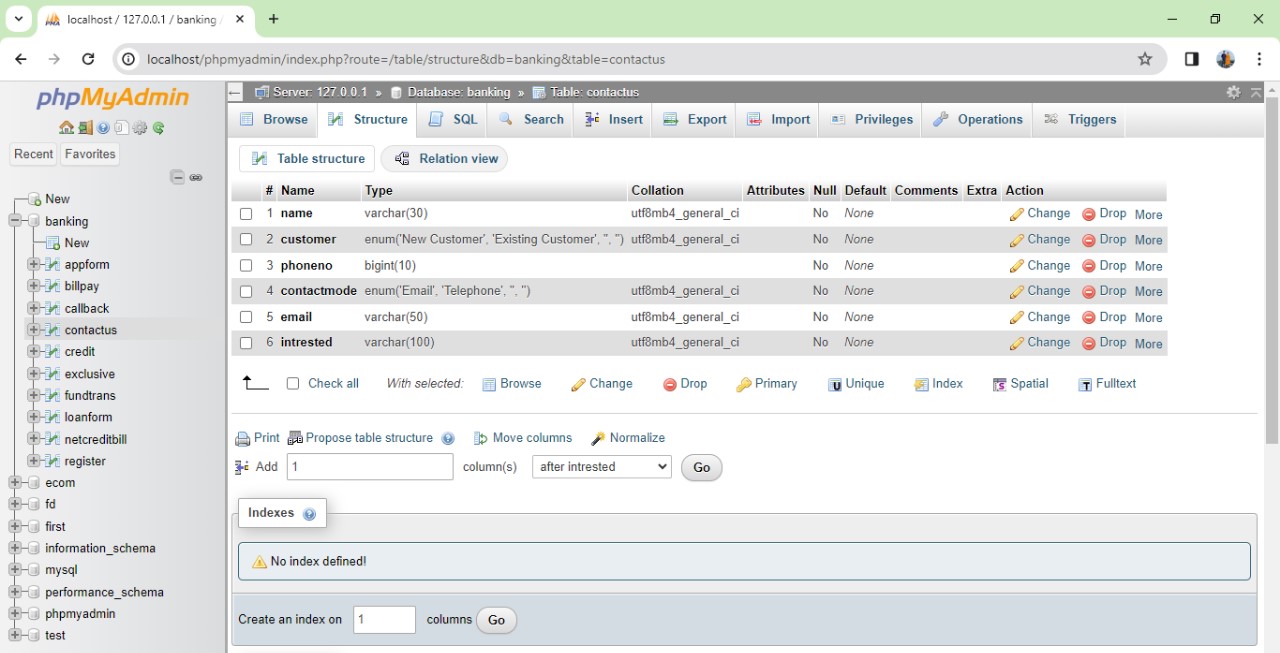 localhost / 127.0.0.1 / banking /
localhost/phpmyadmin/index.php?route=/table/structure&db=banking&table=contactus
phpMyAdmin
Recent Favorites
New
banking
New
appform
billpay
callback
contactus
credit
exclusive
fundtrans
loanform
netcreditbill
register
ecom
fd
first
information_schema
mysql
performance_schema
phpmyadmin
test
Server: 127.0.0.1 » Database: banking » Table: contactus
Browse Structure SQL Search Insert Export Import Privileges Operations Triggers
Table structure Relation view
# Name Type Collation Attributes Null Default Comments Extra Action
1 name varchar(30) utf8mb4_general_ci No None Change Drop More
2 customer enum('New Customer', 'Existing Customer', '', '') utf8mb4_general_ci No None Change Drop More
3 phoneno bigint(10) No None Change Drop More
4 contactmode enum('Email', 'Telephone', '', '') utf8mb4_general_ci No None Change Drop More
5 email varchar(50) utf8mb4_general_ci No None Change Drop More
6 intrested varchar(100) utf8mb4_general_ci No None Change Drop More
Check all With selected: Browse Change Drop Primary Unique Index Spatial Fulltext
Print Propose table structure Move columns Normalize
Add 1 column(s) after intrested Go
Indexes
No index defined!
Create an index on 1 columns Go